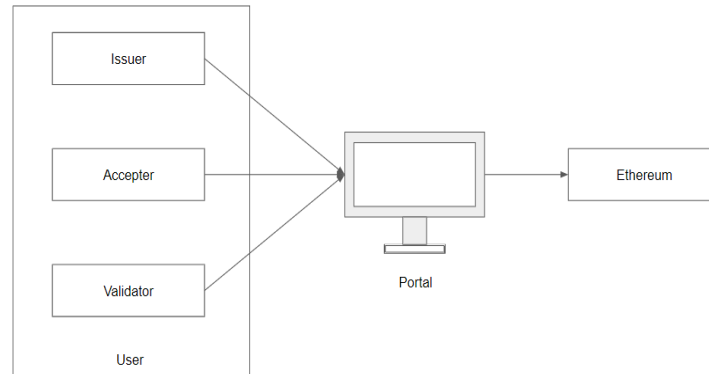 Issuer
Accepter
Ethereum
Validator
Portal
User